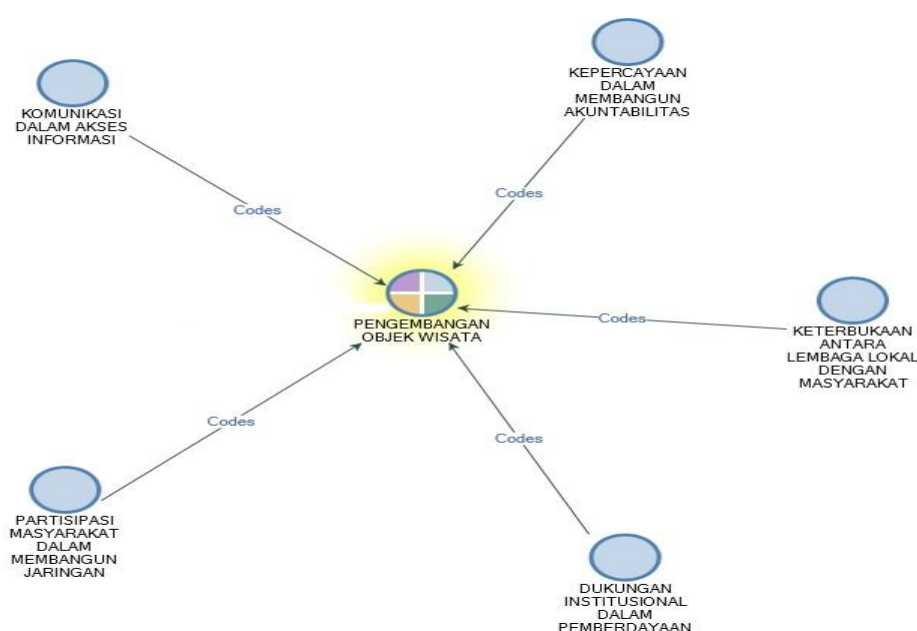 KEPERCAYAAN
DALAM
MEMBANGUN
AKUNTABILITAS
KOMUNIKASI
DALAM AKSES
INFORMASI
Codes
Codes
PENGEMBANGAN
OBJEK WISATA
Codes
KETERBUKAAN
ANTARA
LEMBAGA LOKAL
DENGAN
MASYARAKAT
Codes
Codes
PARTISIPASI
MASYARAKAT
DALAM
MEMBANGUN
JARINGAN
DUKUNGAN
INSTITUSIONAL
DALAM
PEMBERDAYAAN